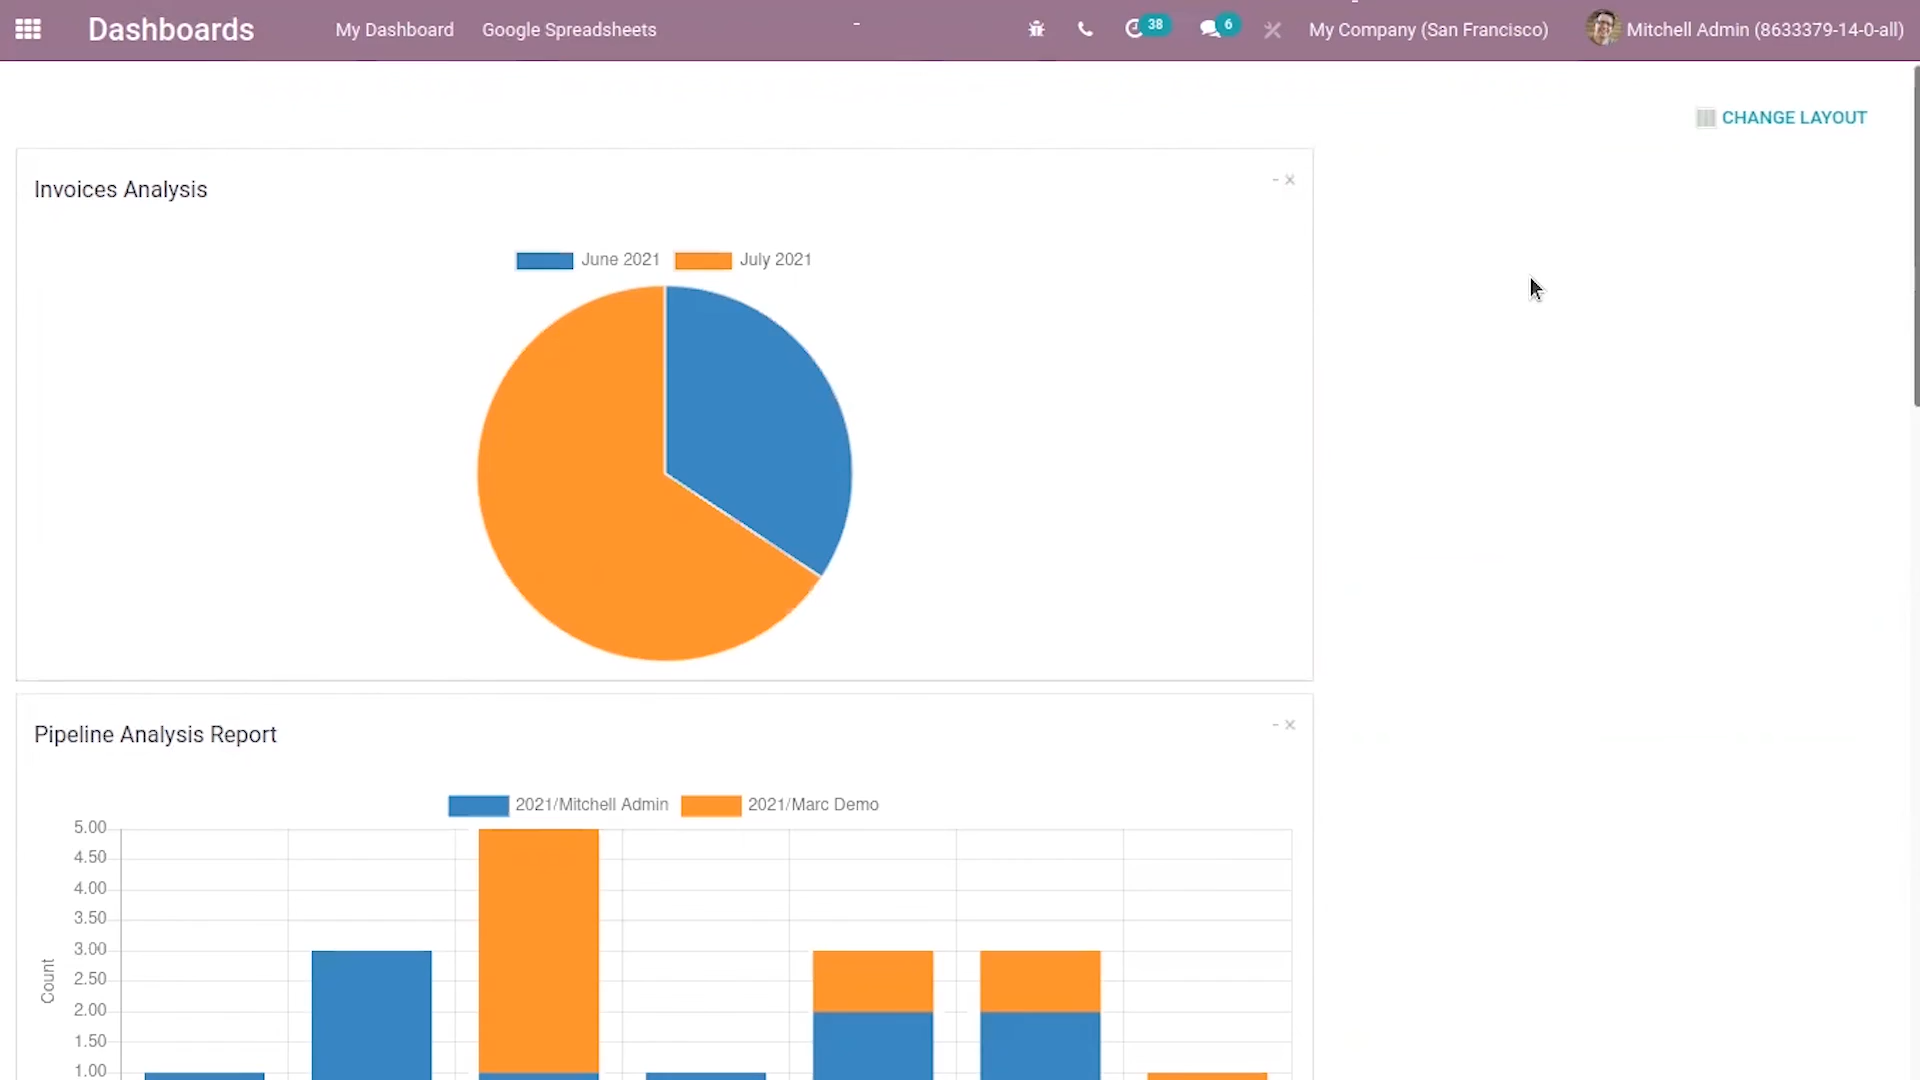 Dashboards My Dashboard Google Spreadsheets 38 6 My Company (San Francisco) Mitchell Admin (8633379-14-0-all)
CHANGE LAYOUT
Invoices Analysis
June 2021 July 2021
Pipeline Analysis Report
2021/Mitchell Admin 2021/Marc Demo
5.00
4.50
4.00
3.50
3.00
2.50
2.00
1.50
1.00
Count